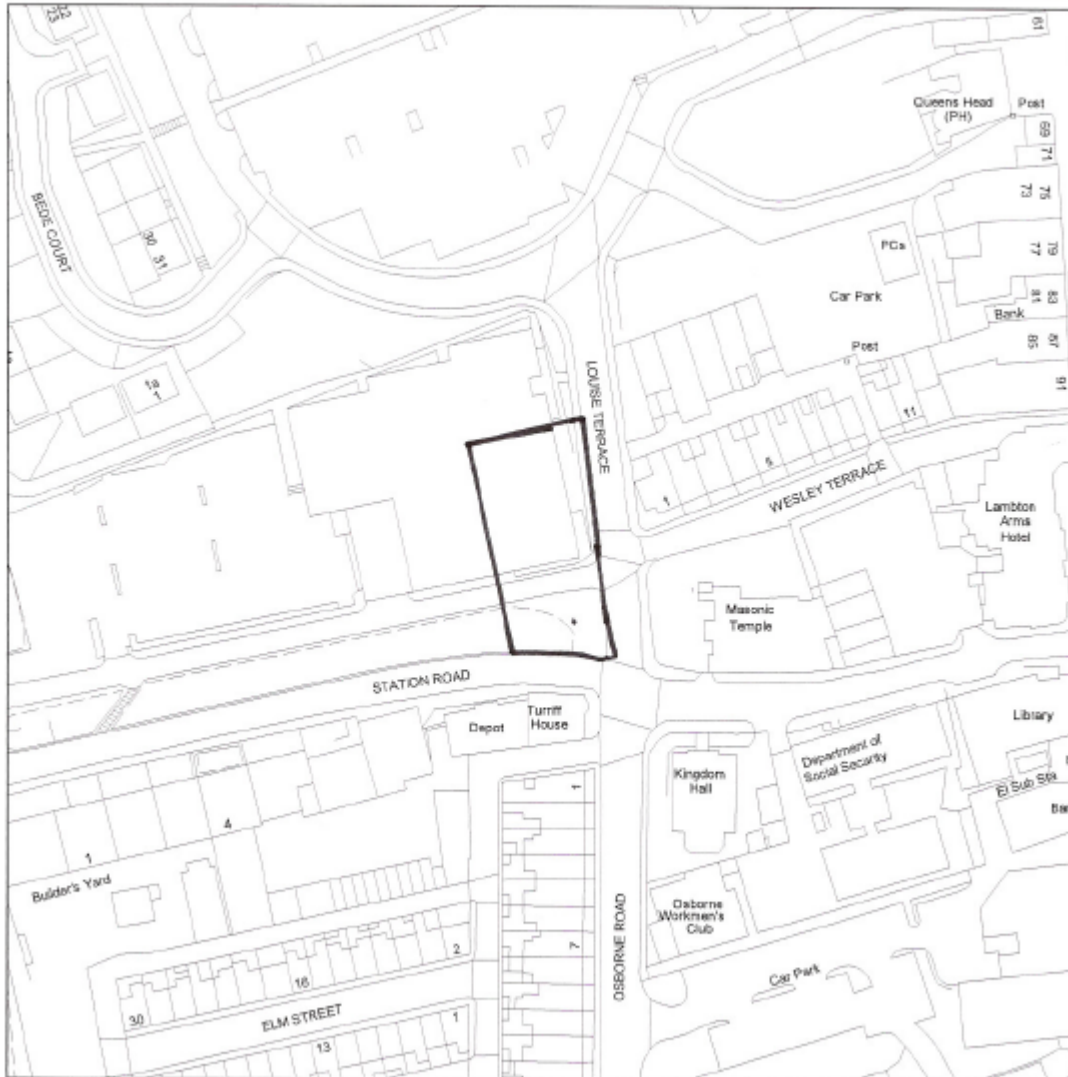 22
23
61
Queens Head
(PH)
Post
69
71
75
73
BEDE COURT
30
31
PCs
79
77
Car Park
83
81
Bank
87
85
Post
91
1a
1
LOUISE TERRACE
11
5
1
WESLEY TERRACE
Lambton
Arms
Hotel
Masonic
Temple
STATION ROAD
Turriff
House
Depot
Library
Department of
Social Security
Kingdom
Hall
El Sub Sta
1
4
1
Builder's Yard
Osborne
Workmen's
Club
7
OSBORNE ROAD
2
16
30
Car Park
ELM STREET
1
13